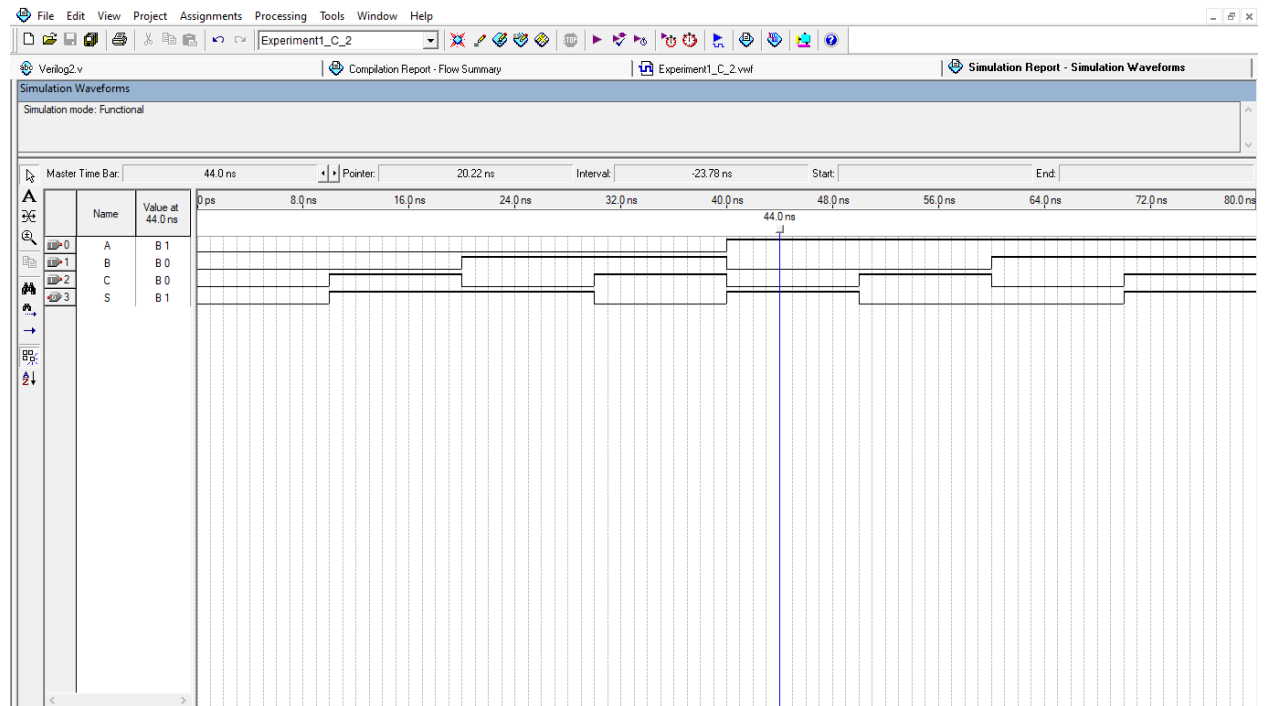 File Edit View Project Assignments Processing Tools Window Help
Experiment1_C_2
Verilog2.v Compilation Report - Flow Summary Experiment1_C_2.vwf Simulation Report - Simulation Waveforms
Simulation Waveforms
Simulation mode: Functional
Master Time Bar: 44.0 ns Pointer: 20.22 ns Interval: -23.78 ns Start: End:
Name Value at 44.0 ns
0 ps 8.0 ns 16.0 ns 24.0 ns 32.0 ns 40.0 ns 48.0 ns 56.0 ns 64.0 ns 72.0 ns 80.0 ns
44.0 ns
0 A B 1
1 B B 0
2 C B 0
3 S B 1